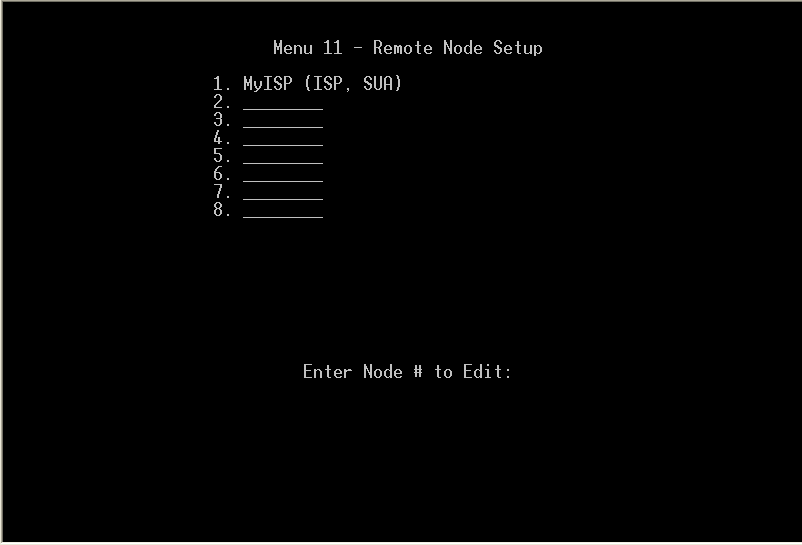 Menu 11 - Remote Node Setup
1. MyISP (ISP, SUA)
2. ________
3. ________
4. ________
5. ________
6. ________
7. ________
8. ________
Enter Node # to Edit: